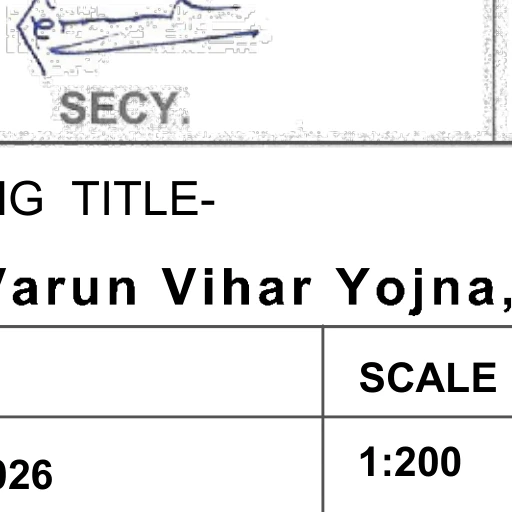 SECY.
IG TITLE-
Varun Vihar Yojna,
SCALE
026
1:200